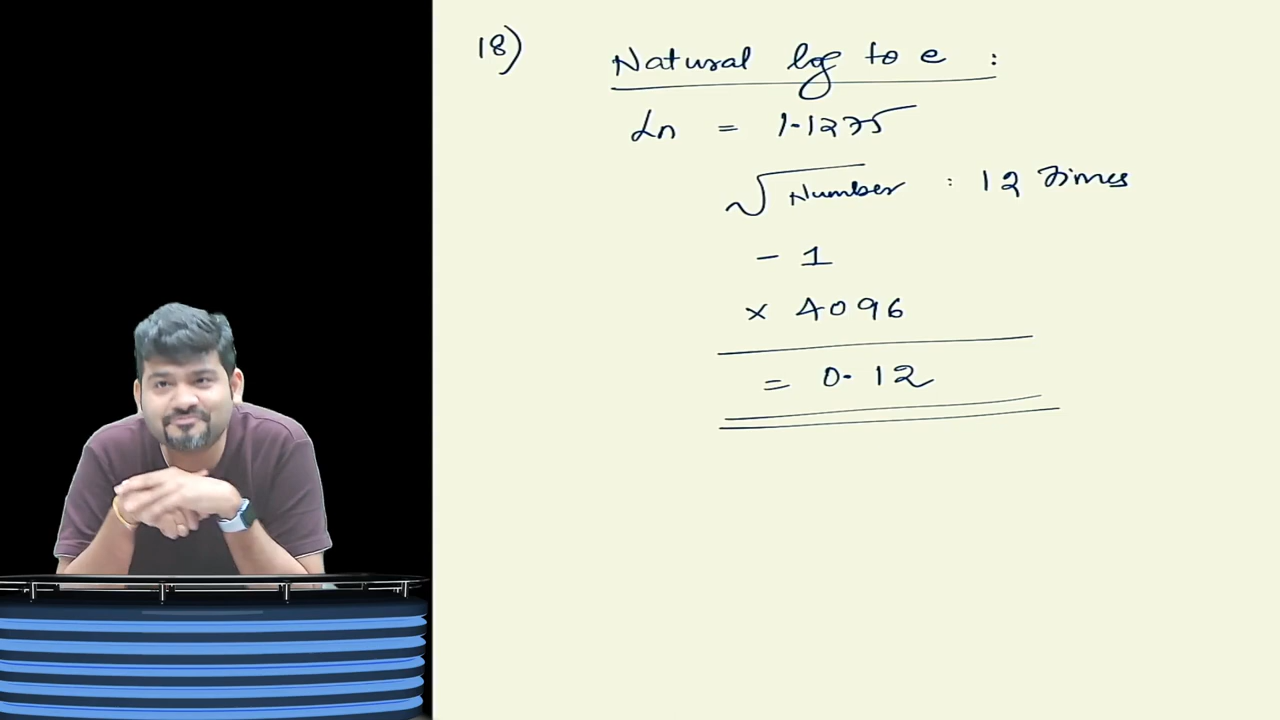 18)
Natural log to e :
Ln = 1.1275
√Number : 12 times
- 1
x 4096
= 0.12